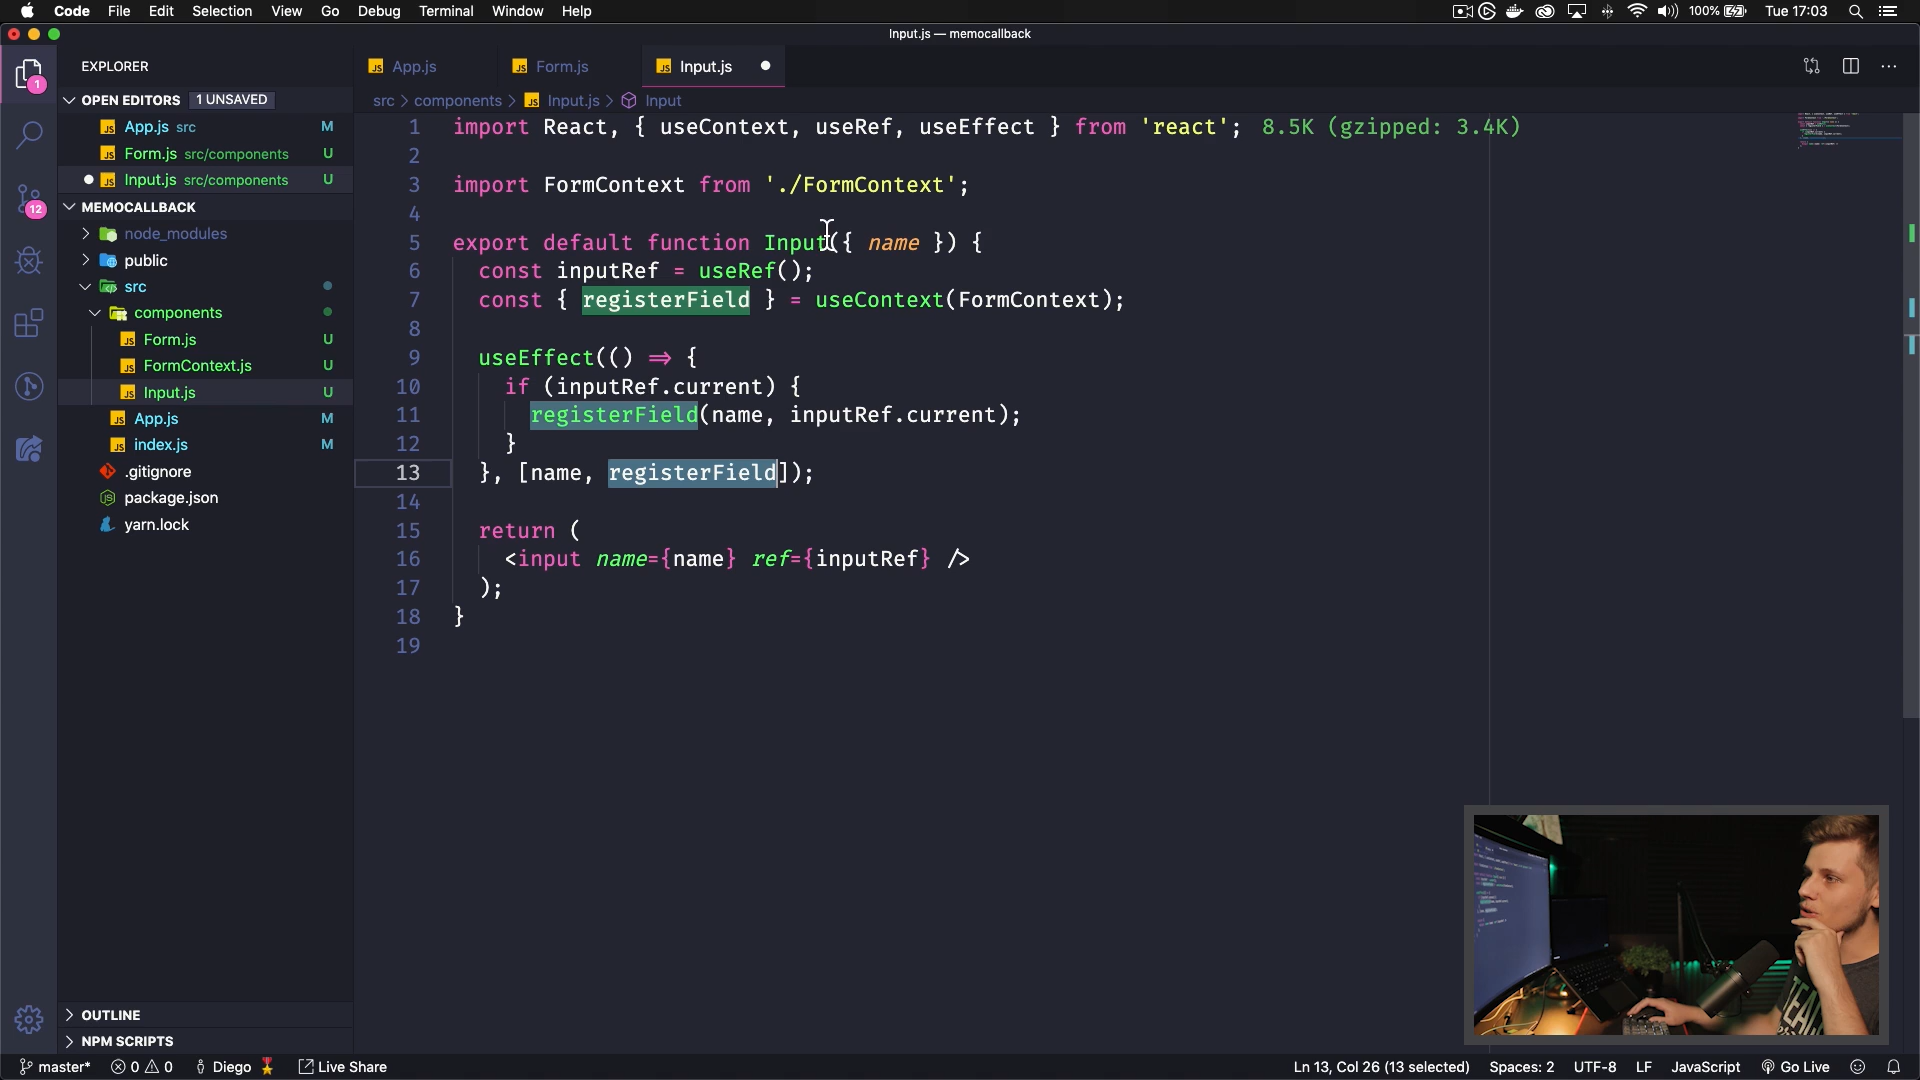 Code File Edit Selection View Go Debug Terminal Window Help
100% Tue 17:03
Input.js — memocallback
EXPLORER
OPEN EDITORS 1 UNSAVED
App.js src M
Form.js src/components U
Input.js src/components U
MEMOCALLBACK
node_modules
public
src
components
Form.js U
FormContext.js U
Input.js U
App.js M
index.js M
.gitignore
package.json
yarn.lock
OUTLINE
NPM SCRIPTS
1
12
App.js Form.js Input.js
src > components > Input.js > Input
1 import React, { useContext, useRef, useEffect } from 'react'; 8.5K (gzipped: 3.4K)
2
3 import FormContext from './FormContext';
4
5 export default function Input({ name }) {
6 const inputRef = useRef();
7 const { registerField } = useContext(FormContext);
8
9 useEffect(() => {
10 if (inputRef.current) {
11 registerField(name, inputRef.current);
12 }
13 }, [name, registerField]);
14
15 return (
16 <input name={name} ref={inputRef} />
17 );
18 }
19
master* 0 0 Diego Live Share
Ln 13, Col 26 (13 selected) Spaces: 2 UTF-8 LF JavaScript Go Live